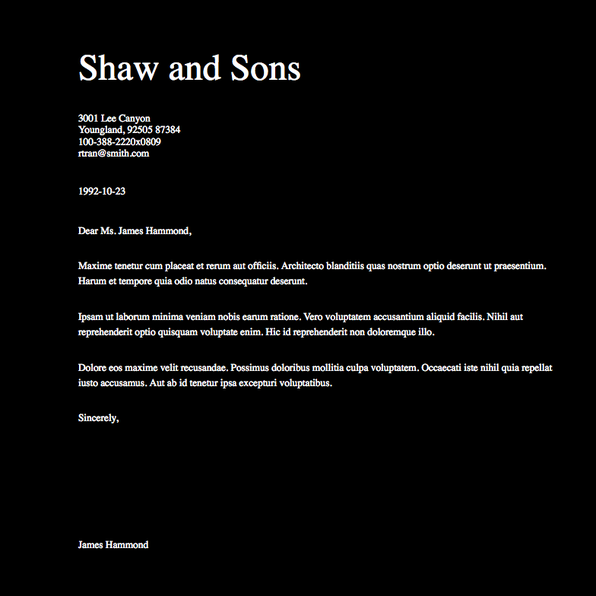 Shaw and Sons
3001 Lee Canyon
Youngland, 92505 87384
100-388-2220x0809
rtran@smith.com
1992-10-23
Dear Ms. James Hammond,
Maxime tenetur cum placeat et rerum aut officiis. Architecto blanditiis quas nostrum optio deserunt ut praesentium.
Harum et tempore quia odio natus consequatur deserunt.
Ipsam ut laborum minima veniam nobis earum ratione. Vero voluptatem accusantium aliquid facilis. Nihil aut
reprehenderit optio quisquam voluptate enim. Hic id reprehenderit non doloremque illo.
Dolore eos maxime velit recusandae. Possimus doloribus mollitia culpa voluptatem. Occaecati iste nihil quia repellat
iusto accusamus. Aut ab id tenetur ipsa excepturi voluptatibus.
Sincerely,
James Hammond